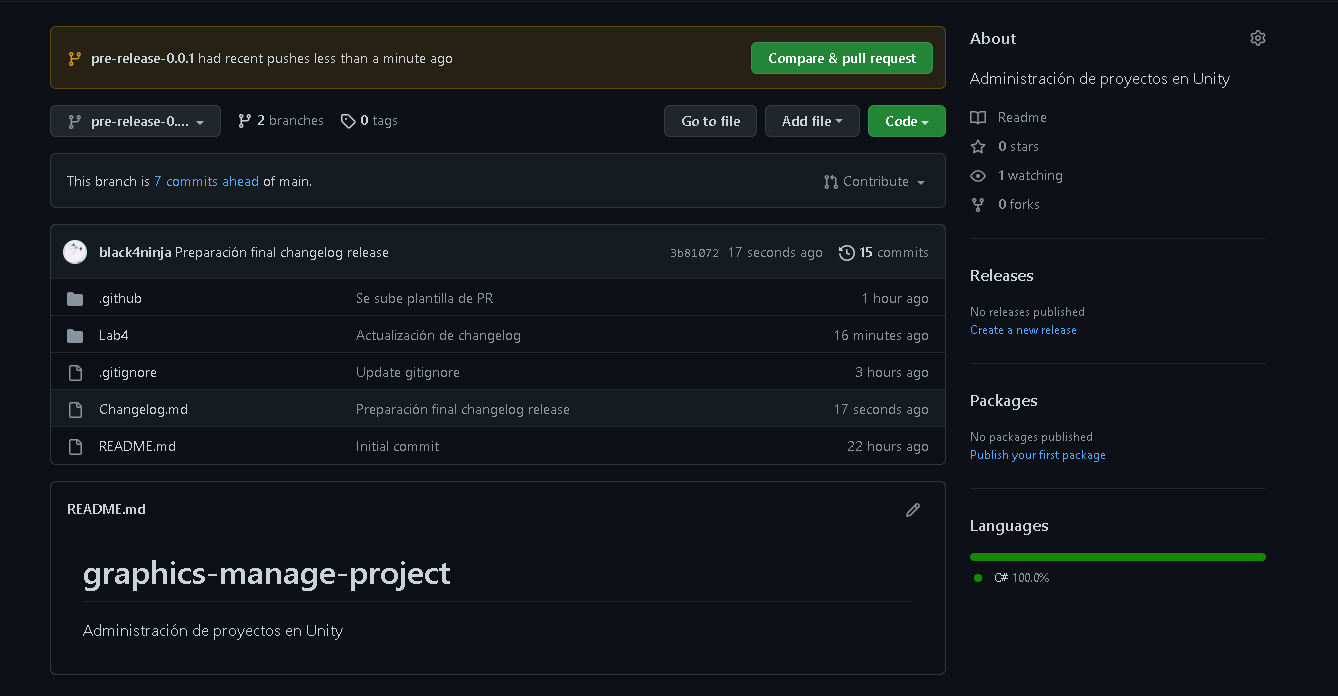 pre-release-0.0.1 had recent pushes less than a minute ago
Compare & pull request
pre-release-0....
2 branches
0 tags
Go to file
Add file
Code
This branch is 7 commits ahead of main.
Contribute
black4ninja Preparación final changelog release
3b81072 17 seconds ago
15 commits
.github Se sube plantilla de PR 1 hour ago
Lab4 Actualización de changelog 16 minutes ago
.gitignore Update gitignore 3 hours ago
Changelog.md Preparación final changelog release 17 seconds ago
README.md Initial commit 22 hours ago
README.md
graphics-manage-project
Administración de proyectos en Unity
About
Administración de proyectos en Unity
Readme
0 stars
1 watching
0 forks
Releases
No releases published
Create a new release
Packages
No packages published
Publish your first package
Languages
C# 100.0%